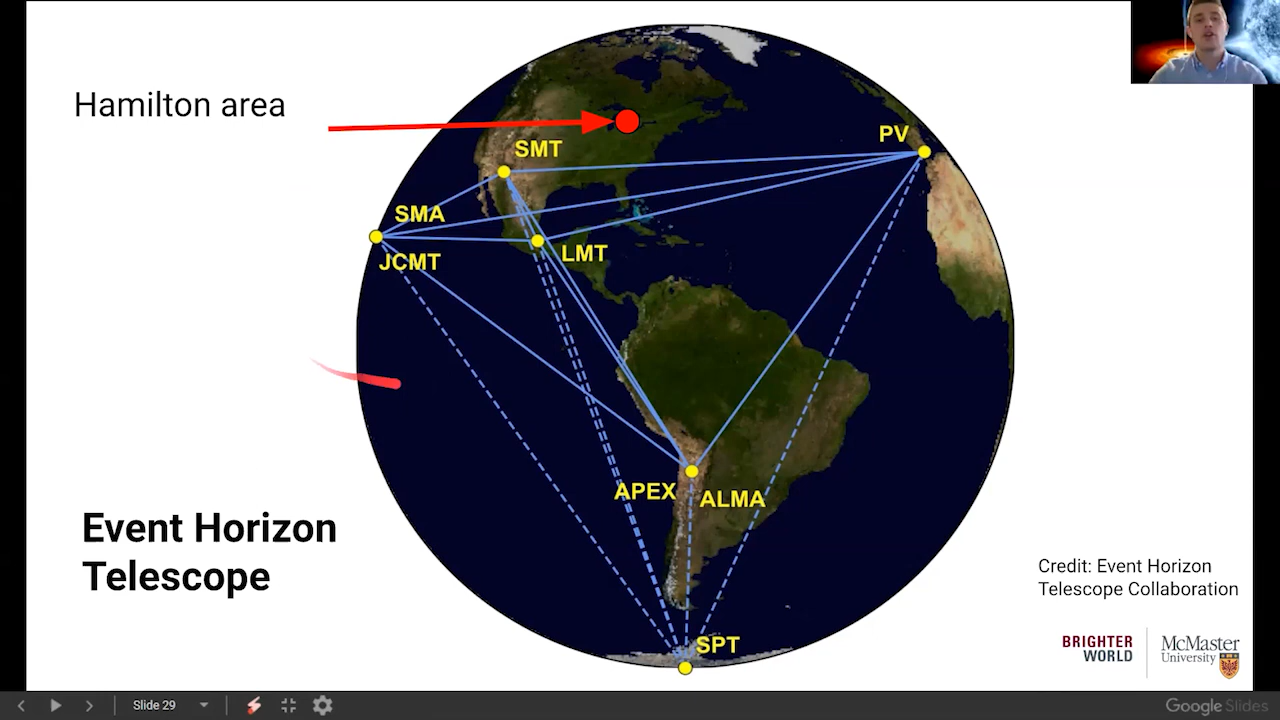 Hamilton area
SMT
PV
SMA
JCMT
LMT
APEX
ALMA
SPT
Event Horizon
Telescope
Credit: Event Horizon
Telescope Collaboration
BRIGHTER
WORLD
McMaster
University
Slide 29
Google Slides